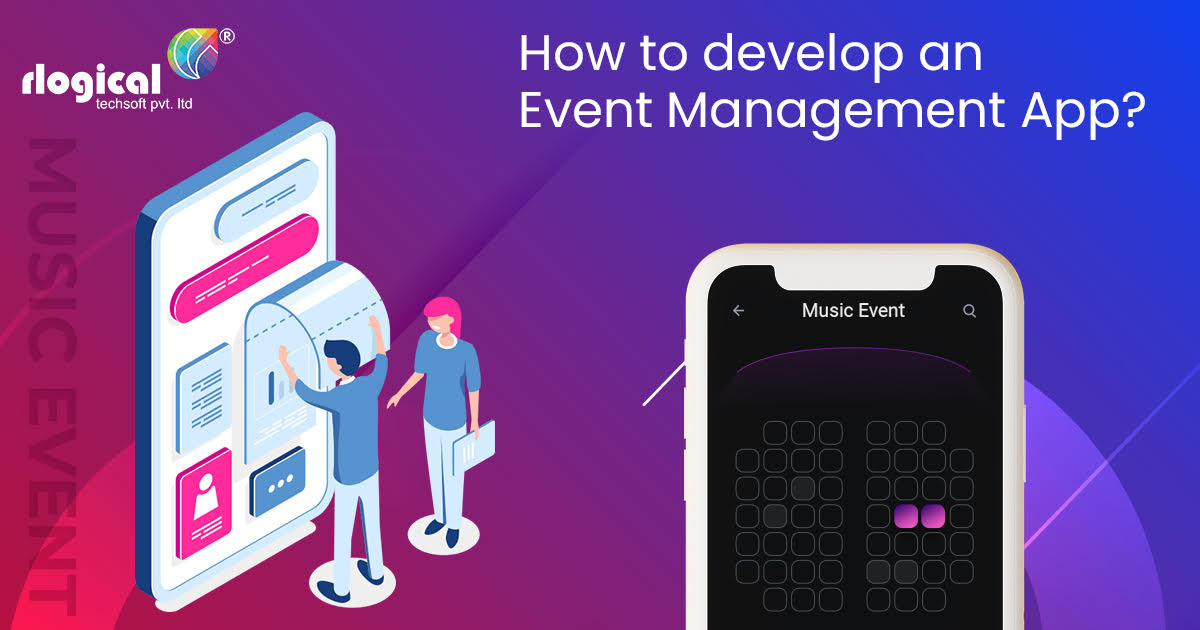 rlogical®
techsoft pvt. ltd
How to develop an
Event Management App?
MUSIC EVENT
Music Event